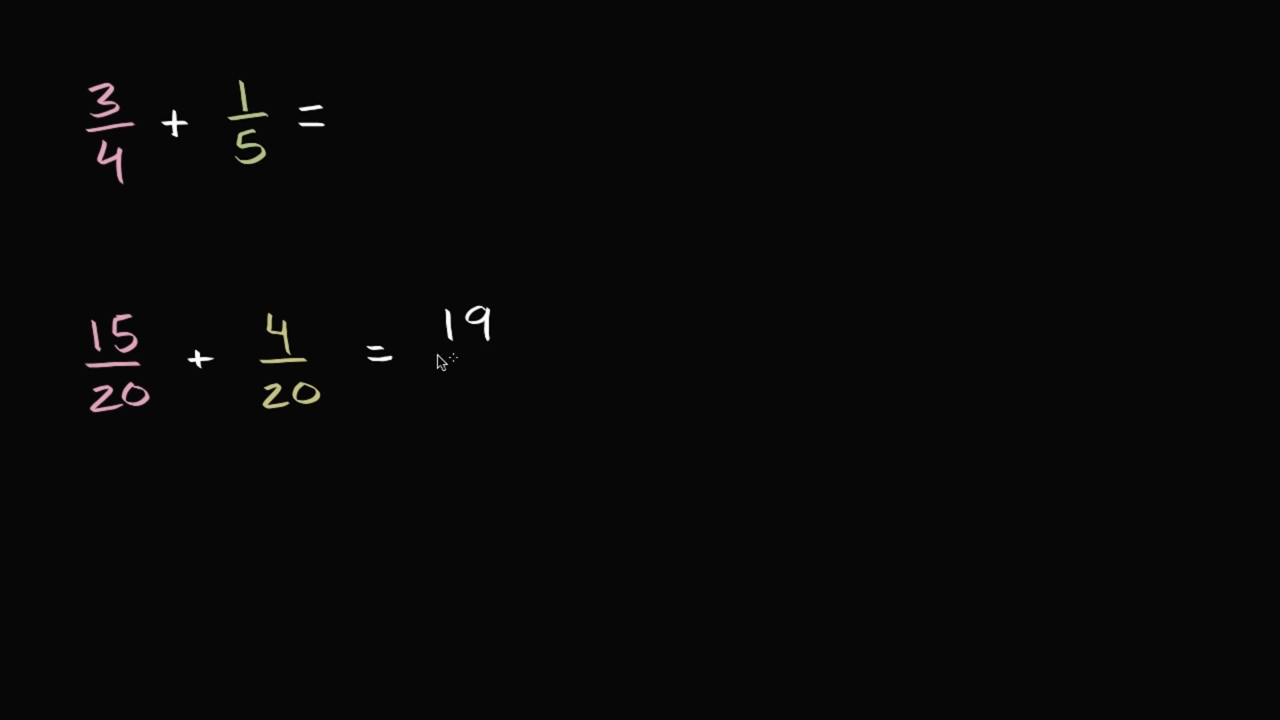 3/4 + 1/5 =
15/20 + 4/20 = 19